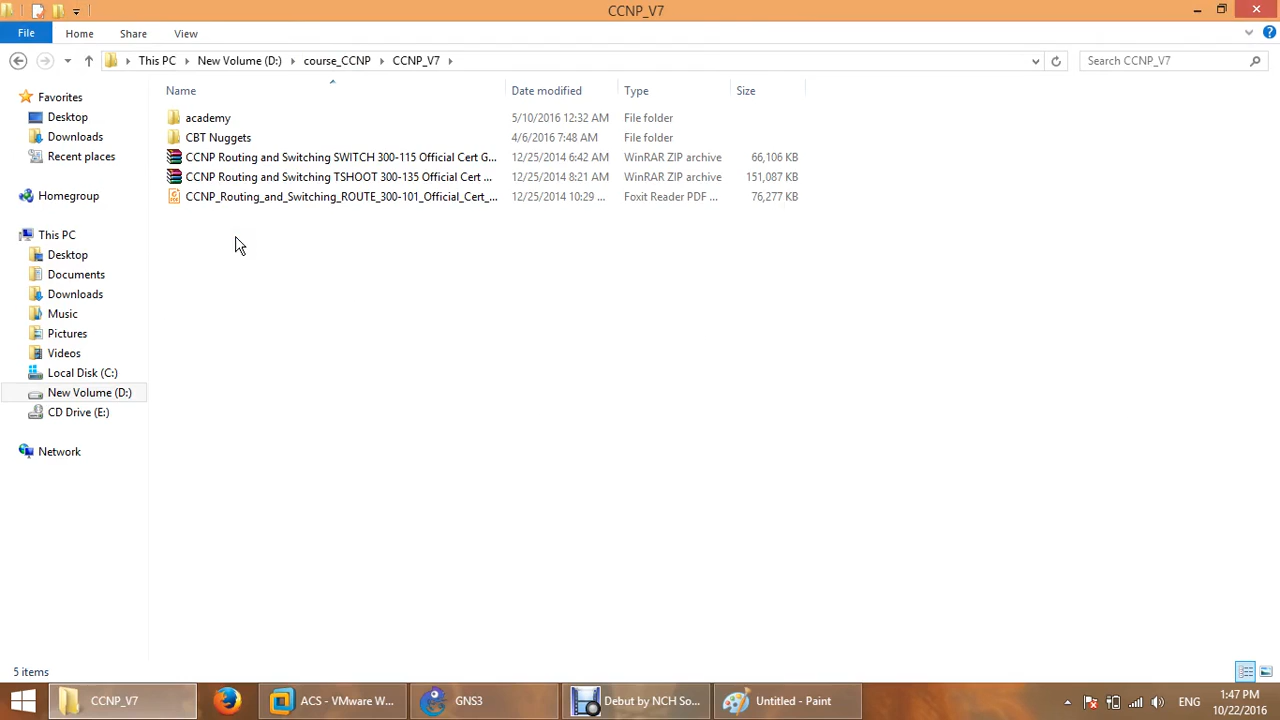 CCNP_V7
File Home Share View
This PC New Volume (D:) course_CCNP CCNP_V7 Search CCNP_V7
Name Date modified Type Size
Favorites
Desktop
Downloads
Recent places
Homegroup
This PC
Desktop
Documents
Downloads
Music
Pictures
Videos
Local Disk (C:)
New Volume (D:)
CD Drive (E:)
Network
academy 5/10/2016 12:32 AM File folder
CBT Nuggets 4/6/2016 7:48 AM File folder
CCNP Routing and Switching SWITCH 300-115 Official Cert G... 12/25/2014 6:42 AM WinRAR ZIP archive 66,106 KB
CCNP Routing and Switching TSHOOT 300-135 Official Cert ... 12/25/2014 8:21 AM WinRAR ZIP archive 151,087 KB
CCNP_Routing_and_Switching_ROUTE_300-101_Official_Cert_... 12/25/2014 10:29 ... Foxit Reader PDF ... 76,277 KB
5 items
CCNP_V7 ACS - VMware W... GNS3 Debut by NCH So... Untitled - Paint ENG 1:47 PM
10/22/2016